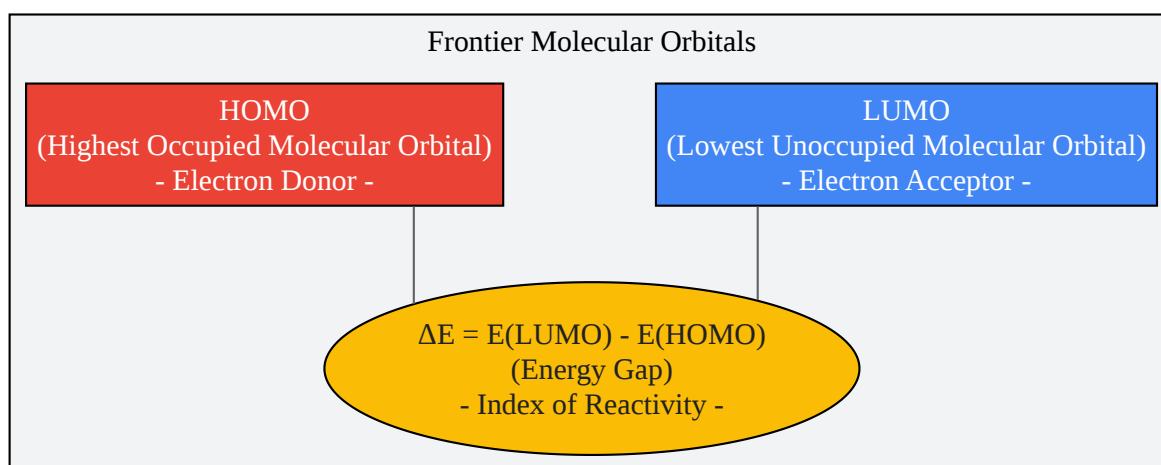 Frontier Molecular Orbitals
HOMO
(Highest Occupied Molecular Orbital)
- Electron Donor -
LUMO
(Lowest Unoccupied Molecular Orbital)
- Electron Acceptor -
ΔE = E(LUMO) - E(HOMO)
(Energy Gap)
- Index of Reactivity -